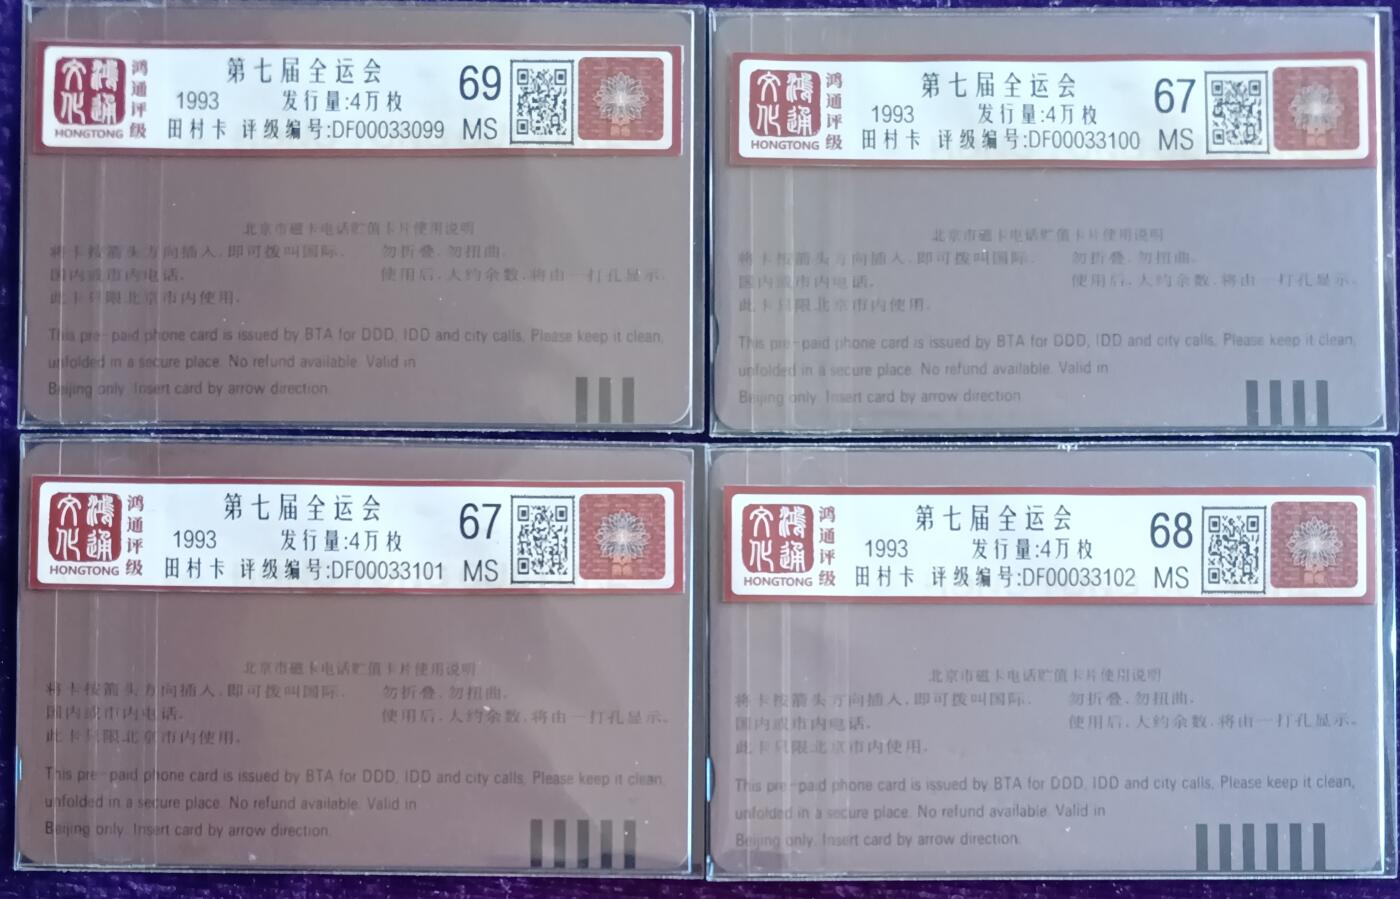 鸿通文化
HONGTONG
鸿通评级
第七届全运会
1993 发行量:4万枚
田村卡 评级编号:DF00033099
69
MS
北京市磁卡电话贮值卡片使用说明
将卡按箭头方向插入,即可拨叫国际.
国内或市内电话.
此卡只限北京市内使用.
勿折叠.勿扭曲.
使用后,大约余数.将由一打孔显示.
This pre-paid phone card is issued by BTA for DDD, IDD and city calls. Please keep it clean,
unfolded in a secure place. No refund available. Valid in
Beijing only. Insert card by arrow direction.
鸿通文化
HONGTONG
鸿通评级
第七届全运会
1993 发行量:4万枚
田村卡 评级编号:DF00033100
67
MS
北京市磁卡电话贮值卡片使用说明
将卡按箭头方向插入,即可拨叫国际.
国内或市内电话.
此卡只限北京市内使用.
勿折叠.勿扭曲.
使用后,大约余数.将由一打孔显示.
This pre-paid phone card is issued by BTA for DDD, IDD and city calls. Please keep it clean,
unfolded in a secure place. No refund available. Valid in
Beijing only. Insert card by arrow direction.
鸿通文化
HONGTONG
鸿通评级
第七届全运会
1993 发行量:4万枚
田村卡 评级编号:DF00033101
67
MS
北京市磁卡电话贮值卡片使用说明
将卡按箭头方向插入,即可拨叫国际.
国内或市内电话.
此卡只限北京市内使用.
勿折叠.勿扭曲.
使用后,大约余数.将由一打孔显示.
This pre-paid phone card is issued by BTA for DDD, IDD and city calls. Please keep it clean,
unfolded in a secure place. No refund available. Valid in
Beijing only. Insert card by arrow direction.
鸿通文化
HONGTONG
鸿通评级
第七届全运会
1993 发行量:4万枚
田村卡 评级编号:DF00033102
68
MS
北京市磁卡电话贮值卡片使用说明
将卡按箭头方向插入,即可拨叫国际.
国内或市内电话.
此卡只限北京市内使用.
勿折叠.勿扭曲.
使用后,大约余数.将由一打孔显示.
This pre-paid phone card is issued by BTA for DDD, IDD and city calls. Please keep it clean,
unfolded in a secure place. No refund available. Valid in
Beijing only. Insert card by arrow direction.